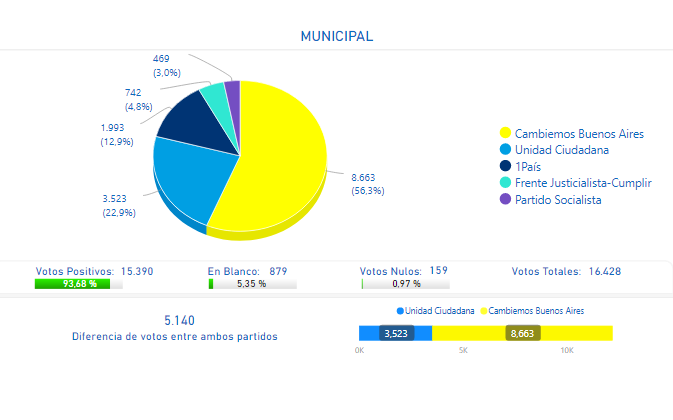 MUNICIPAL
469
(3,0%)
742
(4,8%)
1.993
(12,9%)
3.523
(22,9%)
8.663
(56,3%)
Cambiemos Buenos Aires
Unidad Ciudadana
1País
Frente Justicialista-Cumplir
Partido Socialista
Votos Positivos: 15.390
93,68 %
En Blanco: 879
5,35 %
Votos Nulos: 159
0,97 %
Votos Totales: 16.428
5.140
Diferencia de votos entre ambos partidos
Unidad Ciudadana Cambiemos Buenos Aires
3,523 8,663
0K 5K 10K